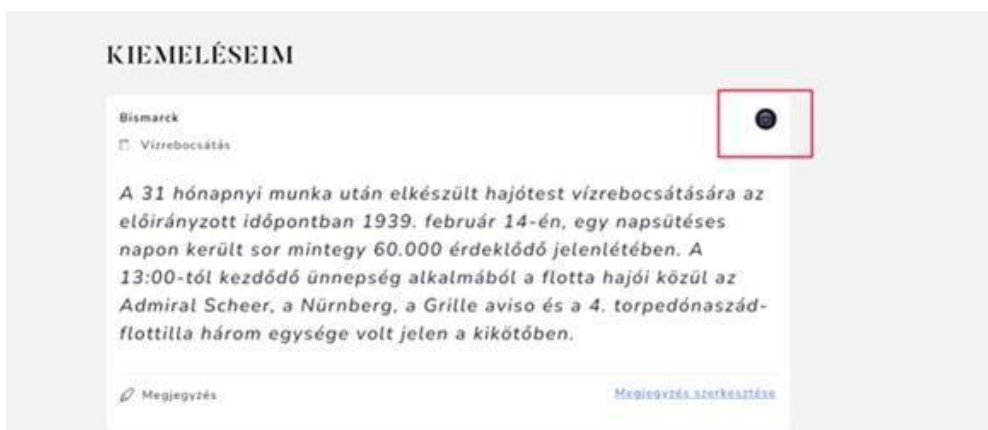 KIEMELÉSEIM
Bismarck
Vízrebocsátás
A 31 hónapnyi munka után elkészült hajótest vízrebocsátására az
előirányzott időpontban 1939. február 14-én, egy napsütéses
napon került sor mintegy 60.000 érdeklődő jelenlétében. A
13:00-tól kezdődő ünnepség alkalmából a flotta hajói közül az
Admiral Scheer, a Nürnberg, a Grille aviso és a 4. torpedónaszád-
flottilla három egysége volt jelen a kikötőben.
Megjegyzés
Megjegyzés szerkesztése